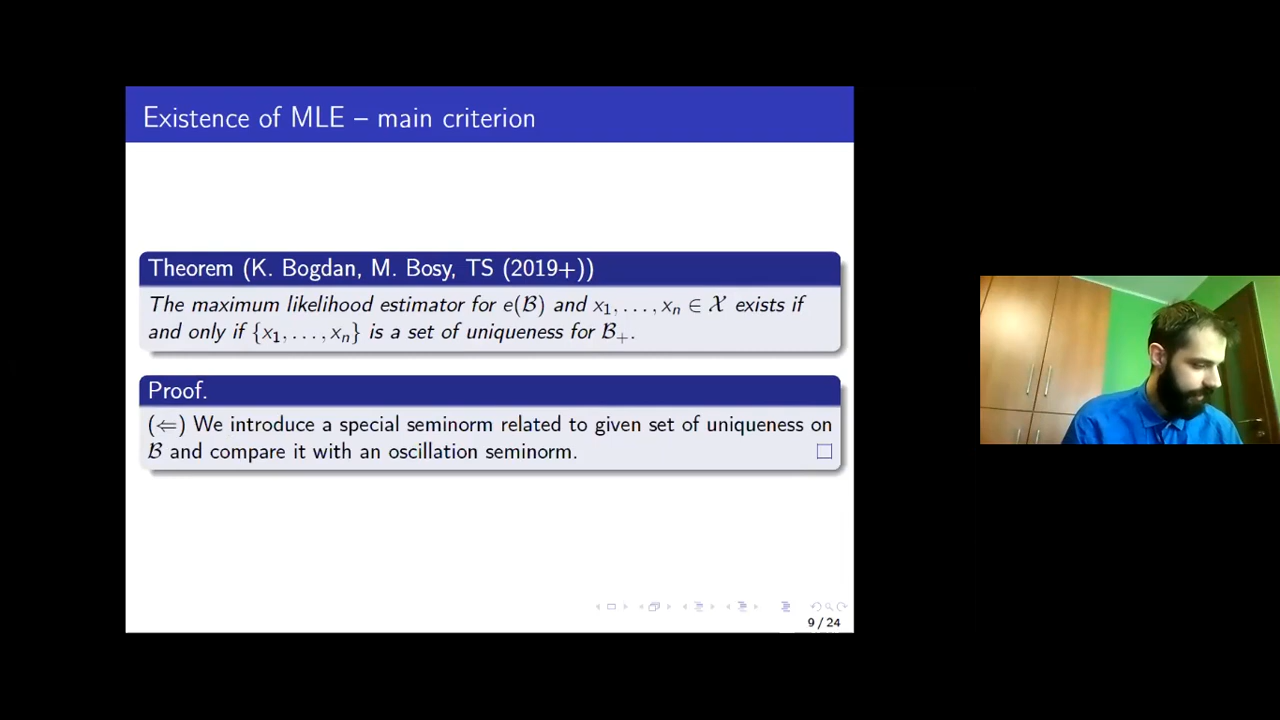 Existence of MLE – main criterion
Theorem (K. Bogdan, M. Bosy, TS (2019+))
The maximum likelihood estimator for e(ℬ) and x₁, . . . , xₙ ∈ 𝒳 exists if
and only if {x₁, . . . , xₙ} is a set of uniqueness for ℬ₊.
Proof.
(⇐) We introduce a special seminorm related to given set of uniqueness on
ℬ and compare it with an oscillation seminorm. □
9 / 24